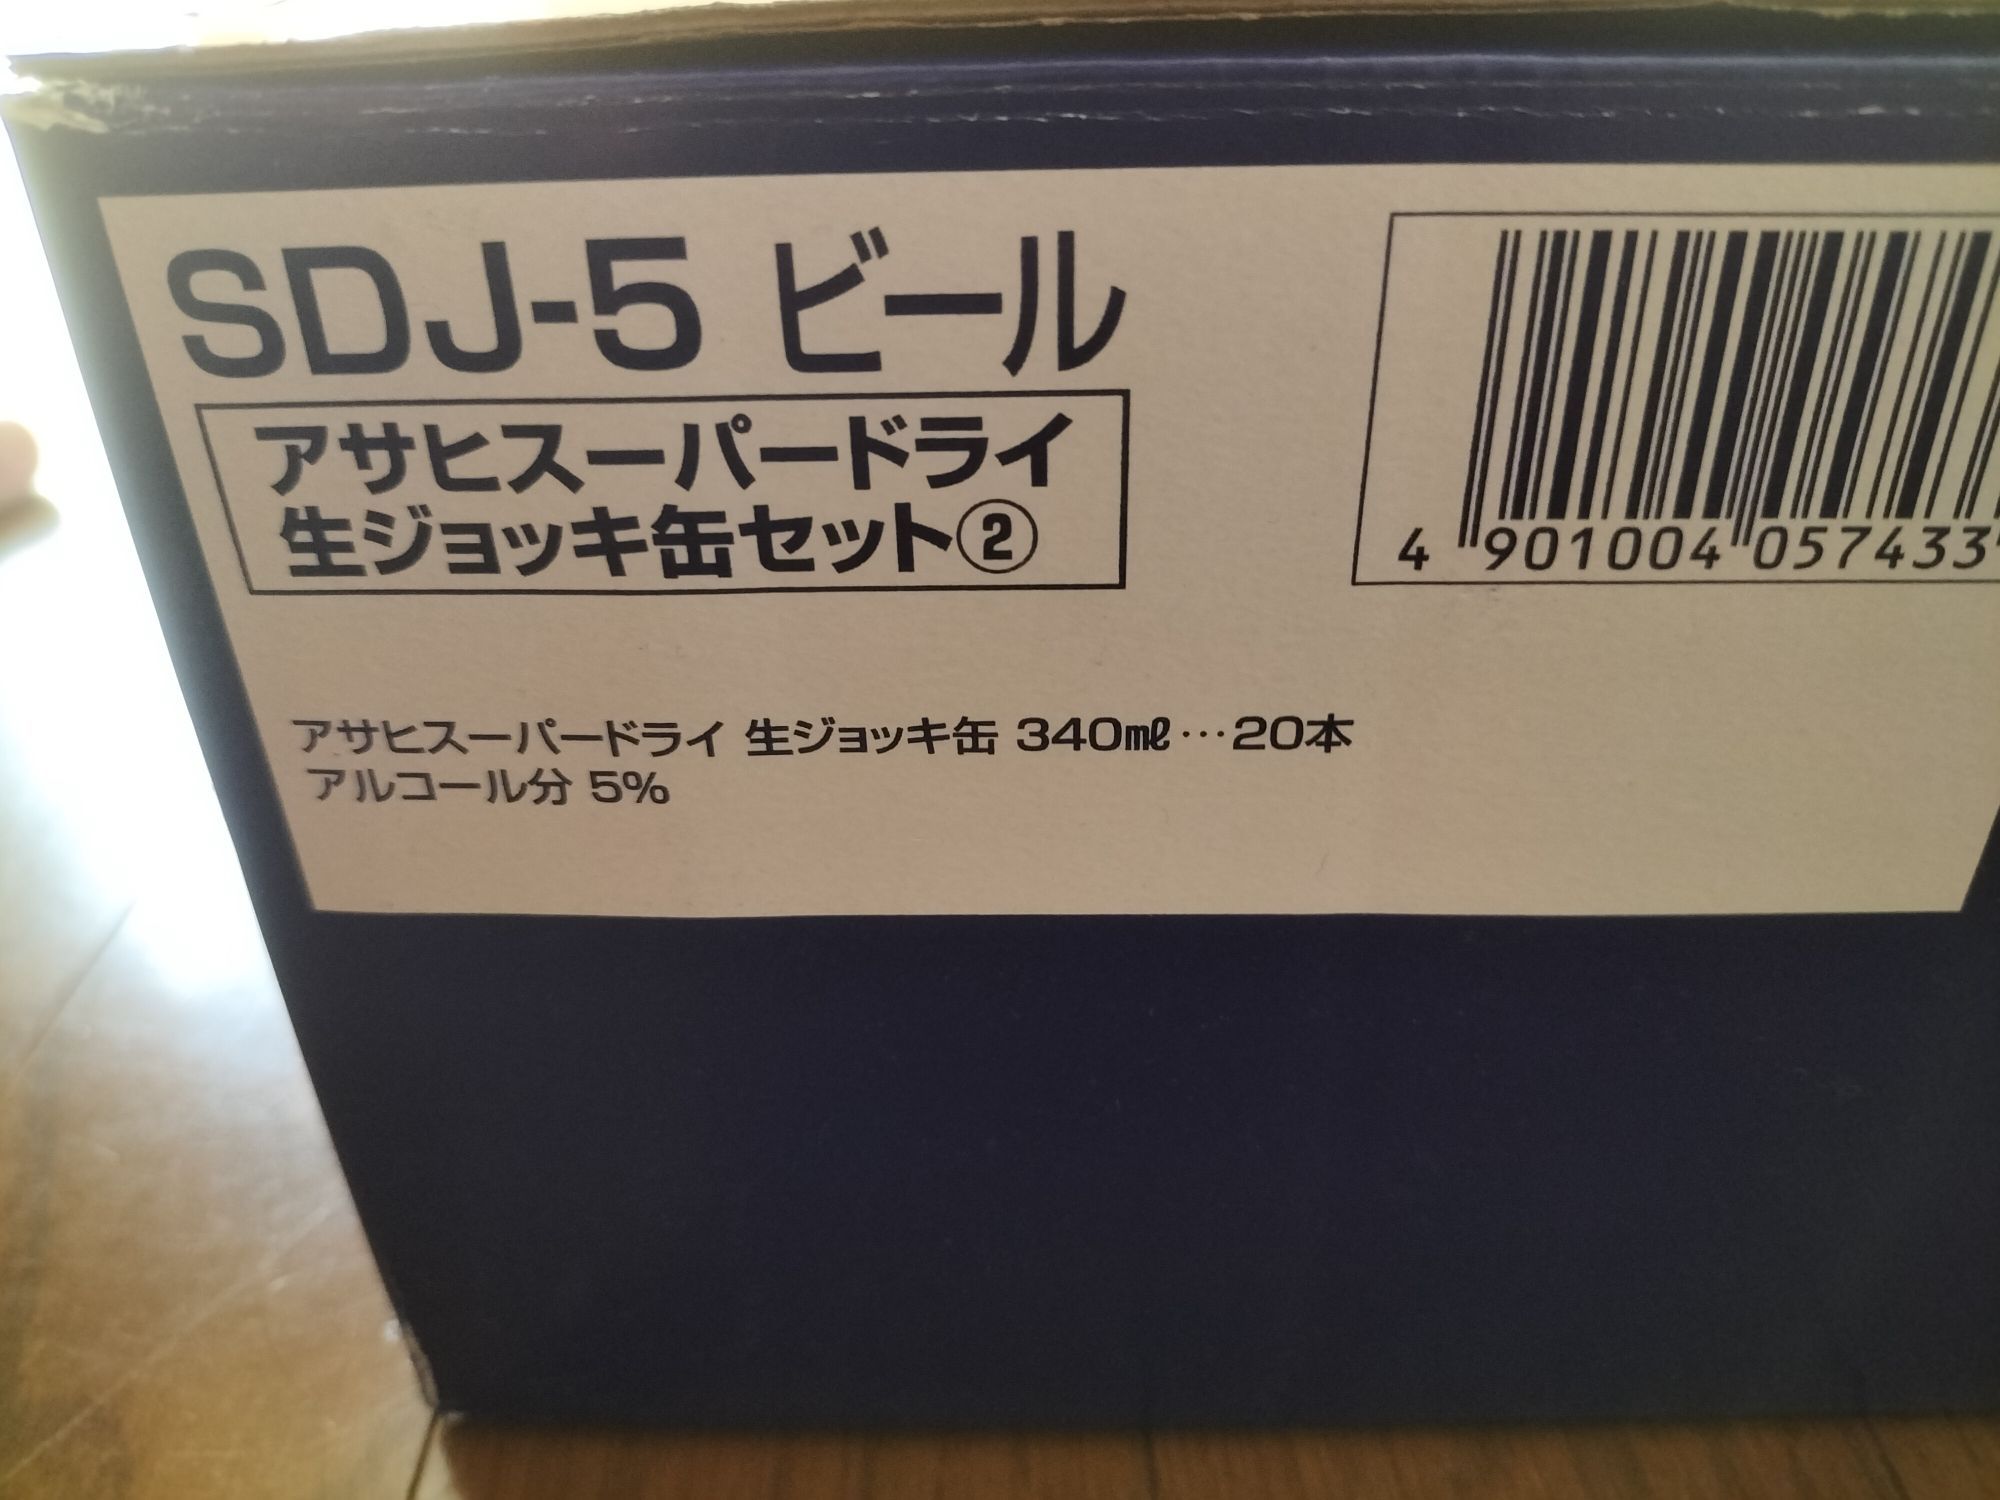 SDJ-5 ビール
アサヒスーパードライ
生ジョッキ缶セット②
4 901004 057433
アサヒスーパードライ 生ジョッキ缶 340㎖…20本
アルコール分 5%